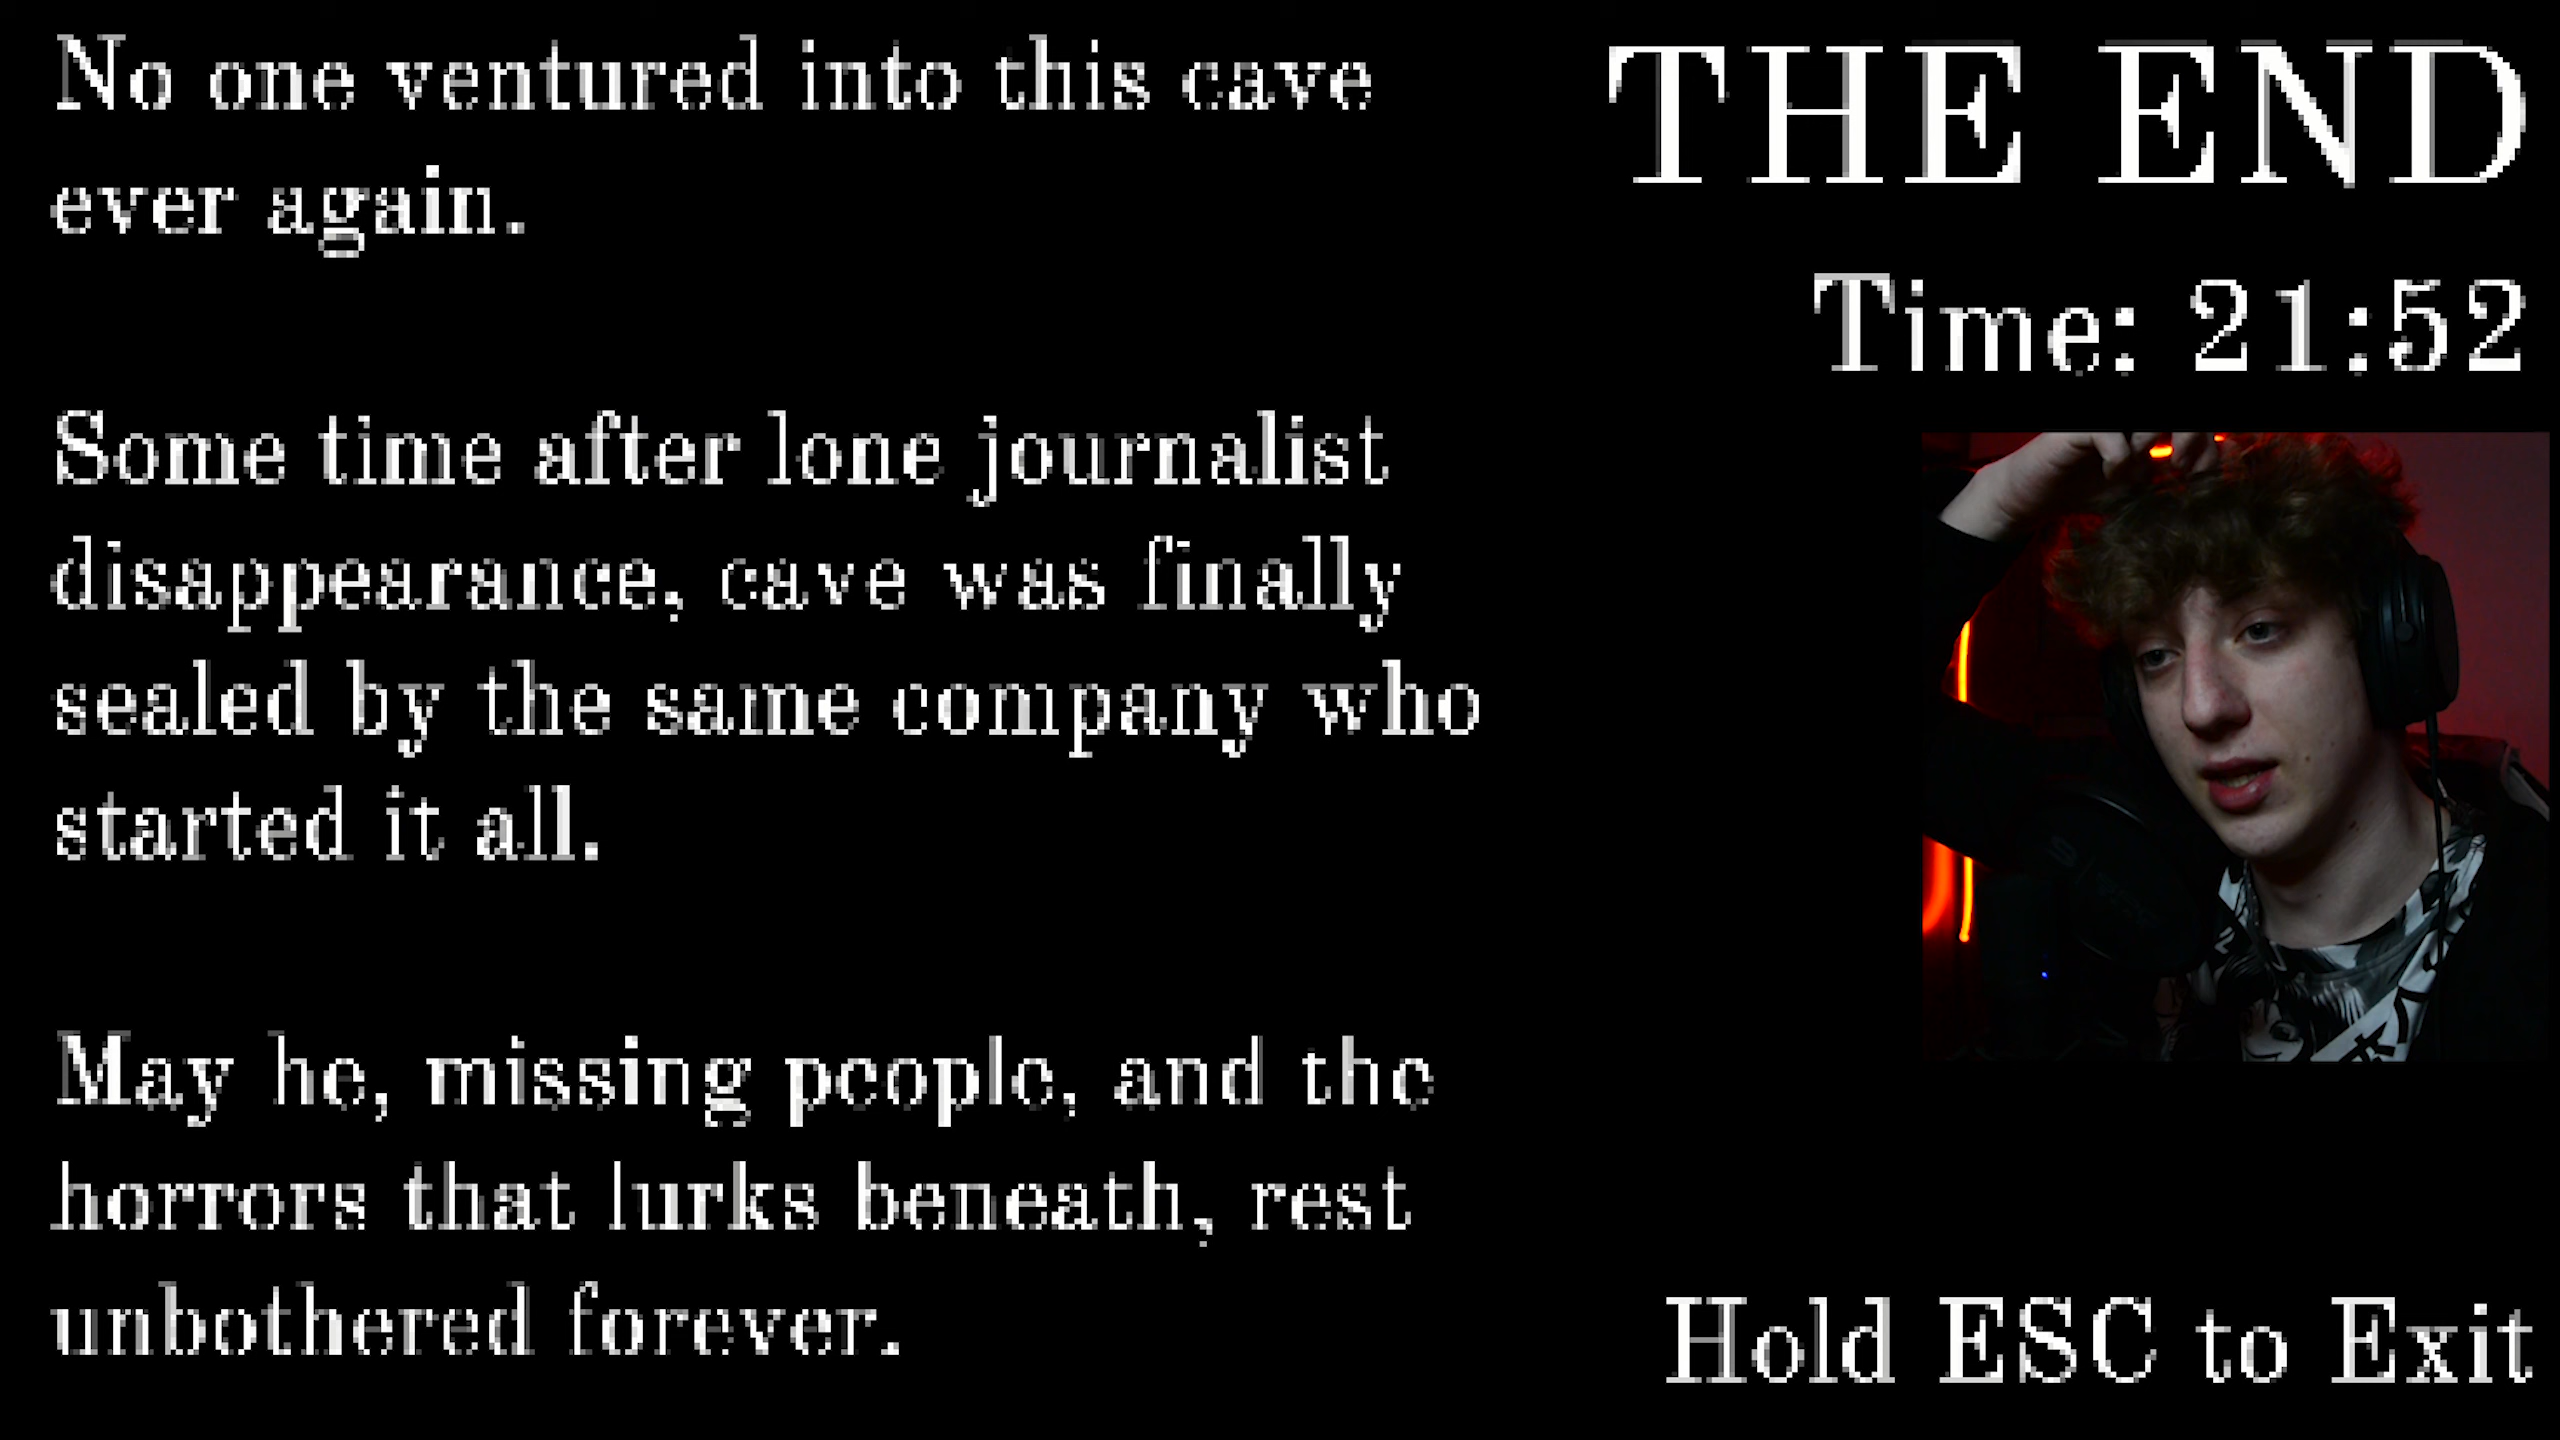 No one ventured into this cave
ever again.
Some time after lone journalist
disappearance, cave was finally
sealed by the same company who
started it all.
May he, missing people, and the
horrors that lurks beneath, rest
unbothered forever.
THE END
Time: 21:52
Hold ESC to Exit